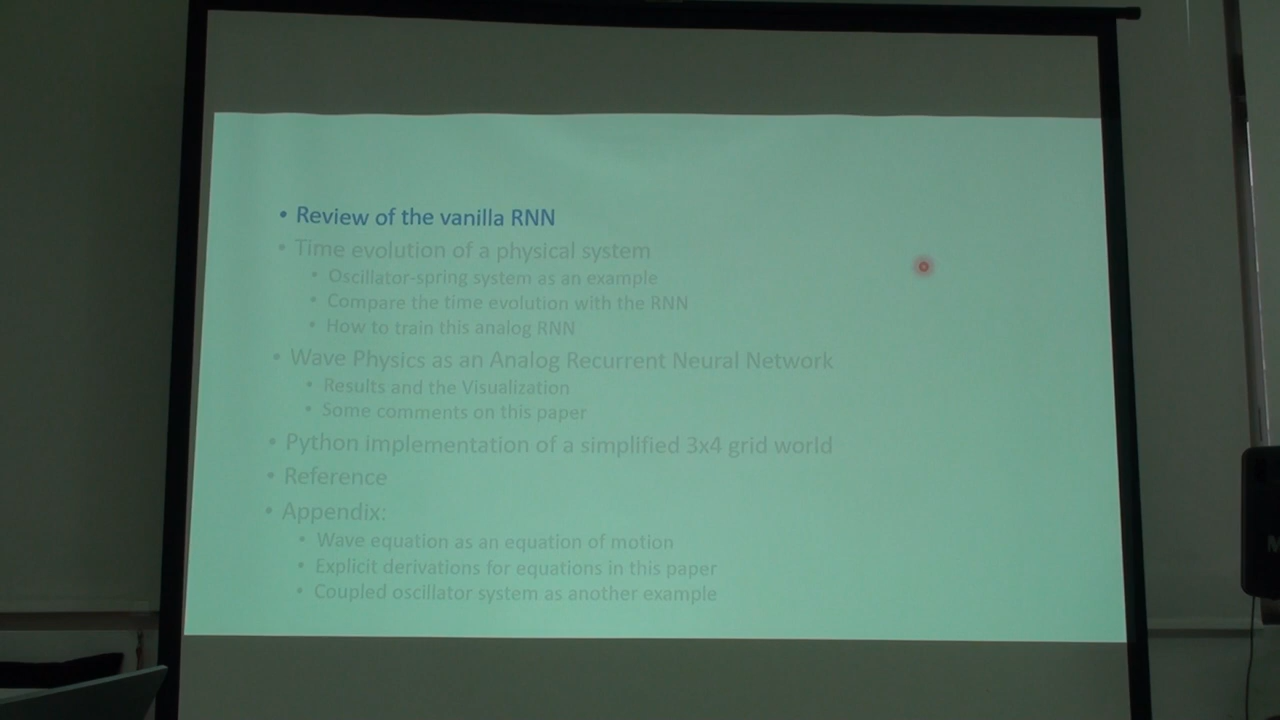 • Review of the vanilla RNN
• Time evolution of a physical system
• Oscillator-spring system as an example
• Compare the time evolution with the RNN
• How to train this analog RNN
• Wave Physics as an Analog Recurrent Neural Network
• Results and the Visualization
• Some comments on this paper
• Python implementation of a simplified 3x4 grid world
• Reference
• Appendix:
• Wave equation as an equation of motion
• Explicit derivations for equations in this paper
• Coupled oscillator system as another example